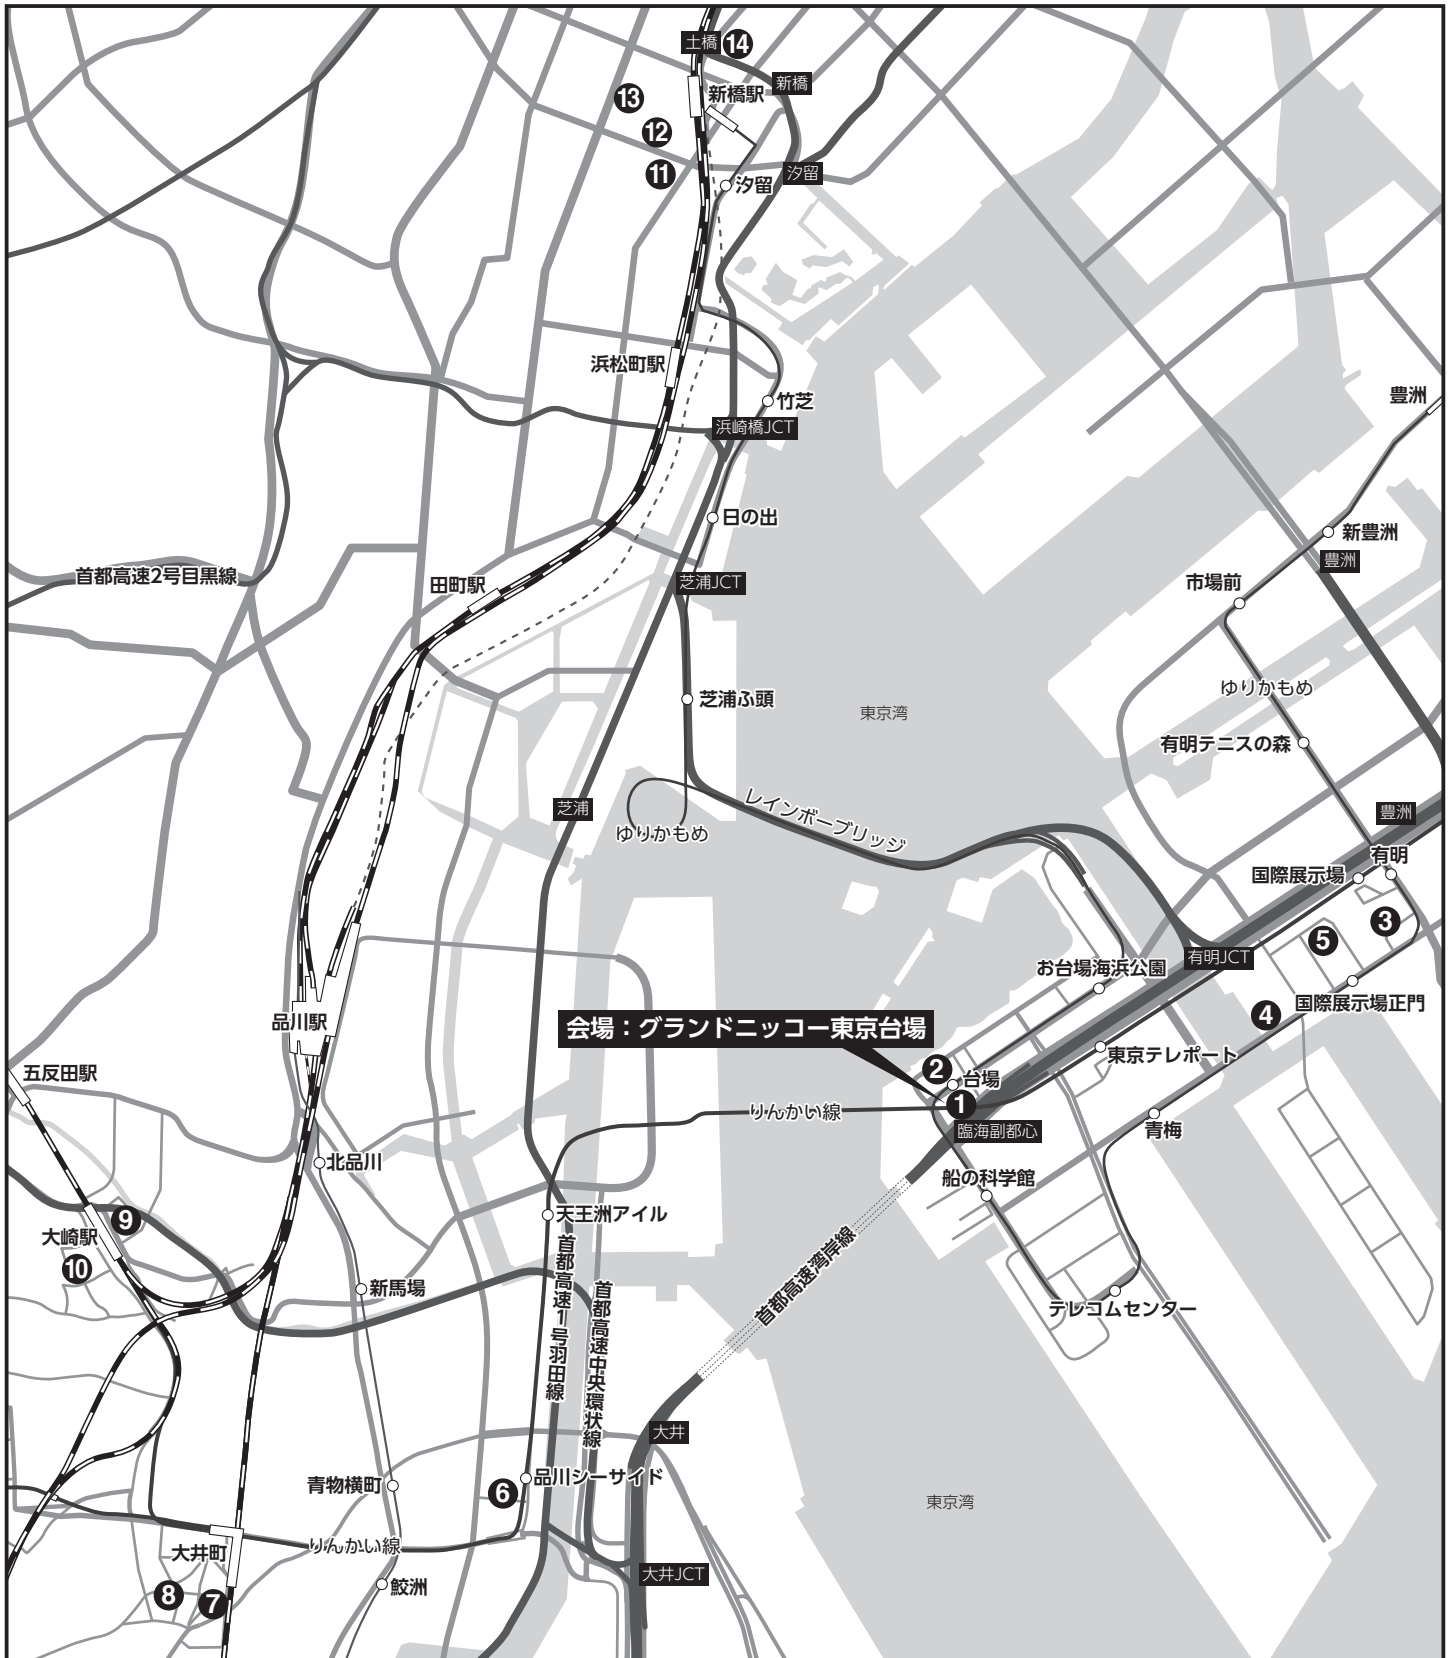 土橋
14
新橋
新橋駅
13
12
11
汐留
汐留
浜松町駅
竹芝
浜崎橋JCT
豊洲
日の出
新豊洲
豊洲
首都高速2号目黒線
田町駅
芝浦JCT
市場前
芝浦ふ頭
東京湾
ゆりかもめ
有明テニスの森
芝浦
ゆりかもめ
レインボーブリッジ
豊洲
有明
国際展示場
3
5
有明JCT
お台場海浜公園
国際展示場正門
4
品川駅
会場：グランドニッコー東京台場
東京テレポート
五反田駅
2
台場
1
りんかい線
臨海副都心
青梅
北品川
船の科学館
天王洲アイル
9
大崎駅
10
首都高速1号羽田線
首都高速中央環状線
首都高速湾岸線
新馬場
テレコムセンター
大井
青物横町
6
品川シーサイド
東京湾
りんかい線
大井町
大井JCT
8
7
鮫洲